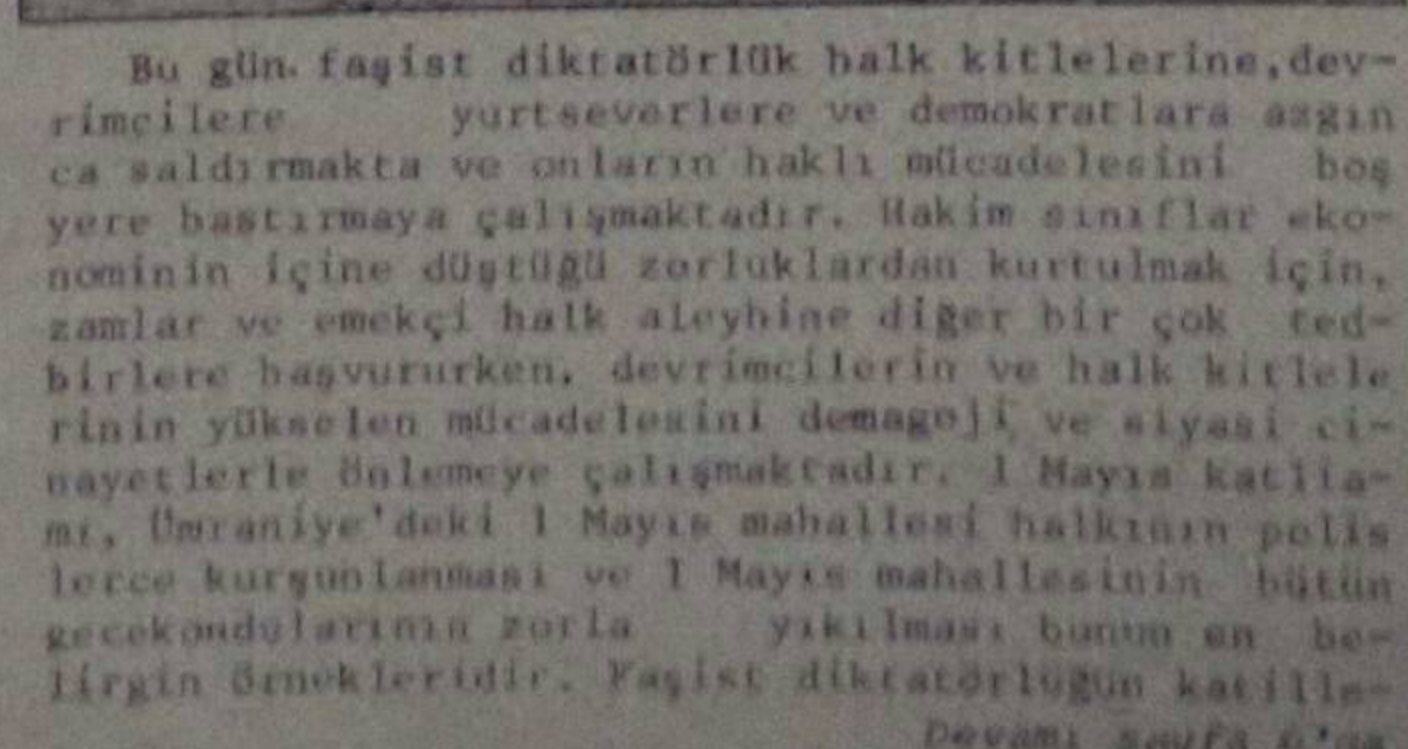 Bu gün. faşist diktatörlük halk kitlelerine,dev-
rimcilere yurtseverlere ve demokratlara azgın
ca saldırmakta ve onların haklı mücadelesini boş
yere bastırmaya çalışmaktadır. Hakim sınıflar eko-
nominin içine düştüğü zorluklardan kurtulmak için,
zamlar ve emekçi halk aleyhine diğer bir çok ted-
birlere başvururken, devrimcilerin ve halk kitlele
rinin yükselen mücadelesini demagoji ve siyasi ci-
nayetlerle önlemeye çalışmaktadır. 1 Mayıs katlia-
mı, Ümraniye'deki 1 Mayıs mahallesi halkının polis
lerce kurşunlanması ve 1 Mayıs mahallesinin bütün
gecekondularının zorla yıkılması bunun en be-
lirgin örnekleridir. Faşist diktatörlüğün katille-
Devamı sayfa 6'da